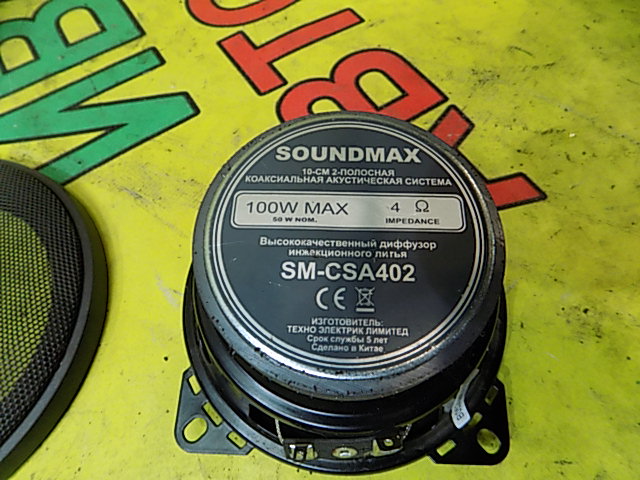 SOUNDMAX
10-СМ 2-ПОЛОСНАЯ
КОАКСИАЛЬНАЯ АКУСТИЧЕСКАЯ СИСТЕМА
100W MAX 4 Ω
50 W NOM. IMPEDANCE
Высококачественный диффузор
инжекционного литья
SM-CSA402
CE
ИЗГОТОВИТЕЛЬ:
ТЕХНО ЭЛЕКТРИК ЛИМИТЕД
Срок службы 5 лет
Сделано в Китае